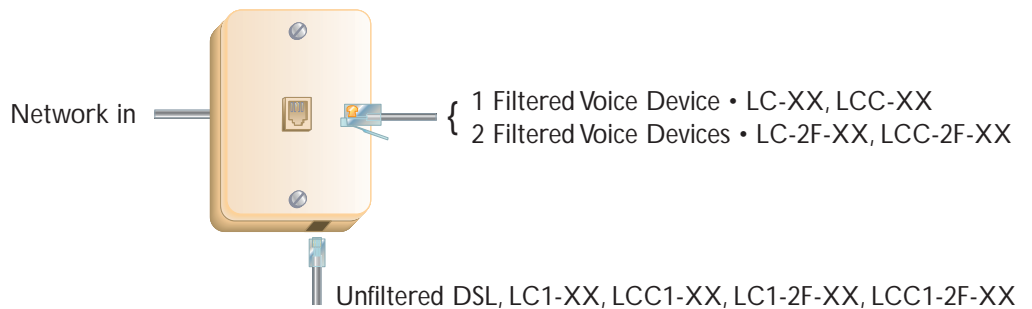 Network in
{ 1 Filtered Voice Device • LC-XX, LCC-XX
2 Filtered Voice Devices • LC-2F-XX, LCC-2F-XX
Unfiltered DSL, LC1-XX, LCC1-XX, LC1-2F-XX, LCC1-2F-XX